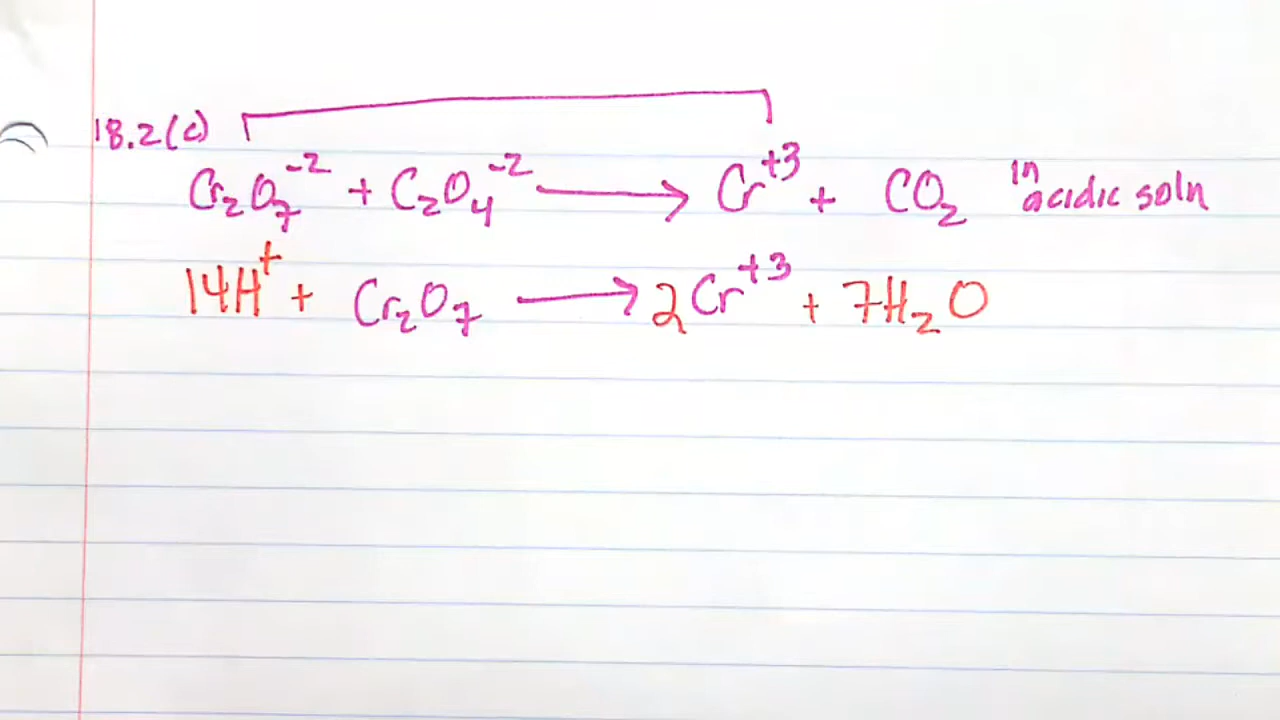 18.2(c)
Cr₂O₇⁻² + C₂O₄⁻² ⟶ Cr⁺³ + CO₂ in acidic soln
14H⁺ + Cr₂O₇ ⟶ 2Cr⁺³ + 7H₂O